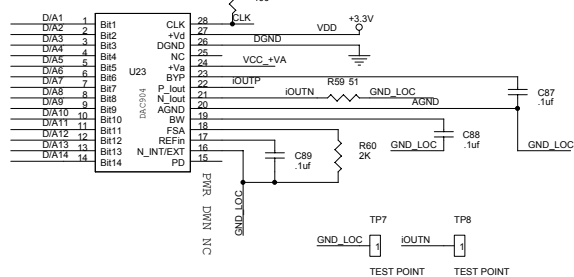 D/A1 1 Bit1 CLK 28 CLK
D/A2 2 Bit2 +Vd 27 VDD +3.3V
D/A3 3 Bit3 DGND 26 DGND
D/A4 4 Bit4 NC 25
D/A5 5 Bit5 +Va 24 VCC_+VA
D/A6 6 Bit6 BYP 23
D/A7 7 Bit7 P_Iout 22 iOUTP
D/A8 8 Bit8 N_Iout 21 iOUTN R59 51 GND_LOC
D/A9 9 Bit9 AGND 20 AGND
D/A10 10 Bit10 BW 19
D/A11 11 Bit11 FSA 18
D/A12 12 Bit12 REFin 17
D/A13 13 Bit13 N_INT/EXT 16
D/A14 14 Bit14 PD 15
U23
DAC904
C87
.1uf
C88
.1uf
GND_LOC
GND_LOC
C89
.1uf
R60
2K
PWR DWN NC
GND_LOC
TP7 TP8
GND_LOC 1 iOUTN 1
TEST POINT TEST POINT